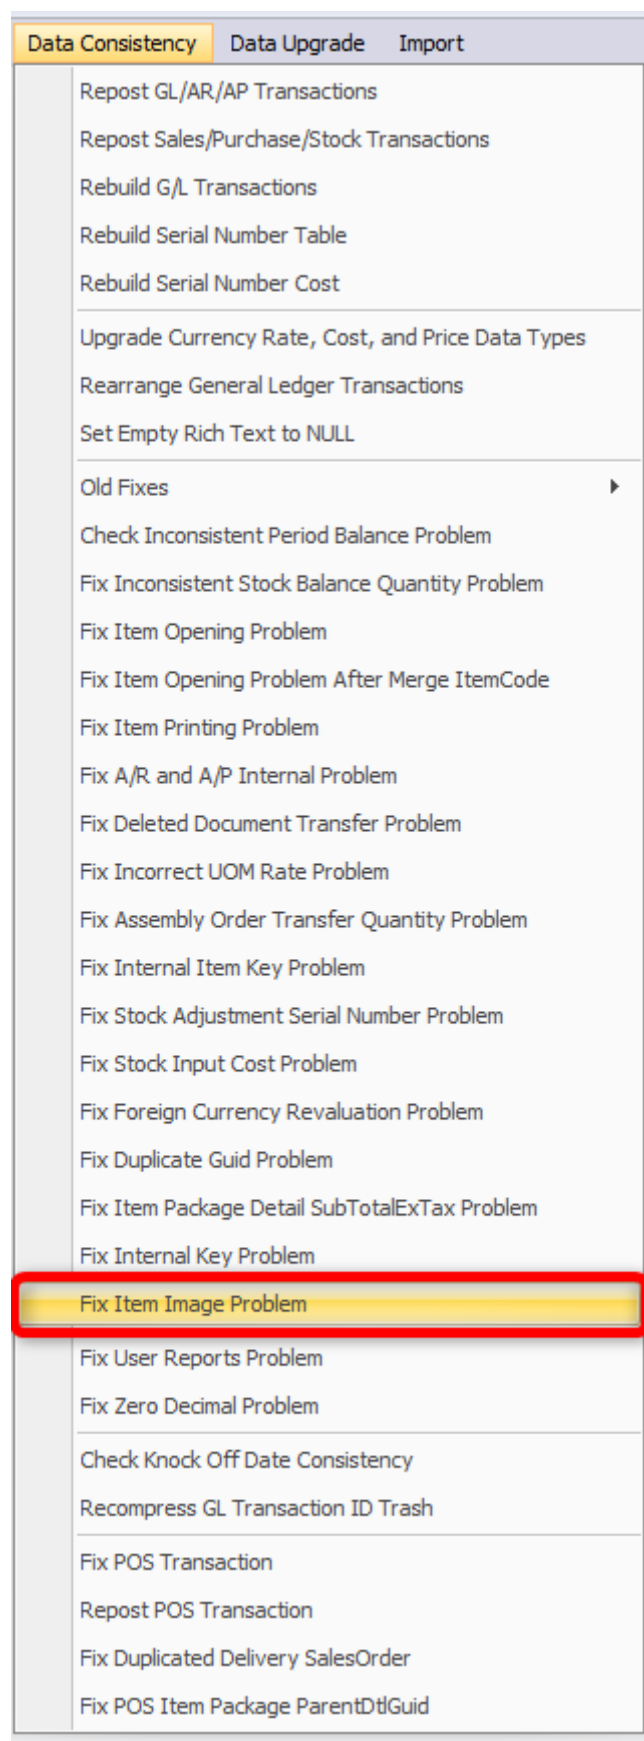 Data Consistency Data Upgrade Import
Repost GL/AR/AP Transactions
Repost Sales/Purchase/Stock Transactions
Rebuild G/L Transactions
Rebuild Serial Number Table
Rebuild Serial Number Cost
Upgrade Currency Rate, Cost, and Price Data Types
Rearrange General Ledger Transactions
Set Empty Rich Text to NULL
Old Fixes
Check Inconsistent Period Balance Problem
Fix Inconsistent Stock Balance Quantity Problem
Fix Item Opening Problem
Fix Item Opening Problem After Merge ItemCode
Fix Item Printing Problem
Fix A/R and A/P Internal Problem
Fix Deleted Document Transfer Problem
Fix Incorrect UOM Rate Problem
Fix Assembly Order Transfer Quantity Problem
Fix Internal Item Key Problem
Fix Stock Adjustment Serial Number Problem
Fix Stock Input Cost Problem
Fix Foreign Currency Revaluation Problem
Fix Duplicate Guid Problem
Fix Item Package Detail SubTotalExTax Problem
Fix Internal Key Problem
Fix Item Image Problem
Fix User Reports Problem
Fix Zero Decimal Problem
Check Knock Off Date Consistency
Recompress GL Transaction ID Trash
Fix POS Transaction
Repost POS Transaction
Fix Duplicated Delivery SalesOrder
Fix POS Item Package ParentDtlGuid